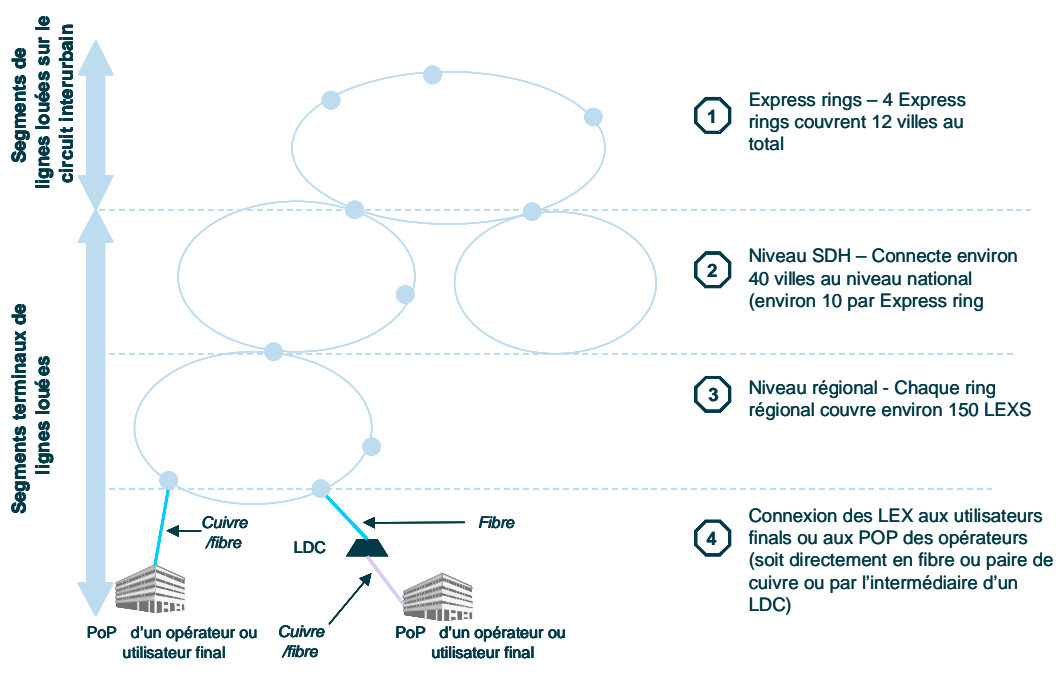 Segments de
lignes louées sur le
circuit interurbain
1
Express rings – 4 Express
rings couvrent 12 villes au
total
Segments terminaux de
lignes louées
2
Niveau SDH – Connecte environ
40 villes au niveau national
(environ 10 par Express ring
3
Niveau régional - Chaque ring
régional couvre environ 150 LEXS
4
Connexion des LEX aux utilisateurs
finals ou aux POP des opérateurs
(soit directement en fibre ou paire de
cuivre ou par l’intermédiaire d’un
LDC)
Cuivre
/fibre
Fibre
LDC
PoP d’un opérateur ou
utilisateur final
Cuivre
/fibre
PoP d’un opérateur ou
utilisateur final